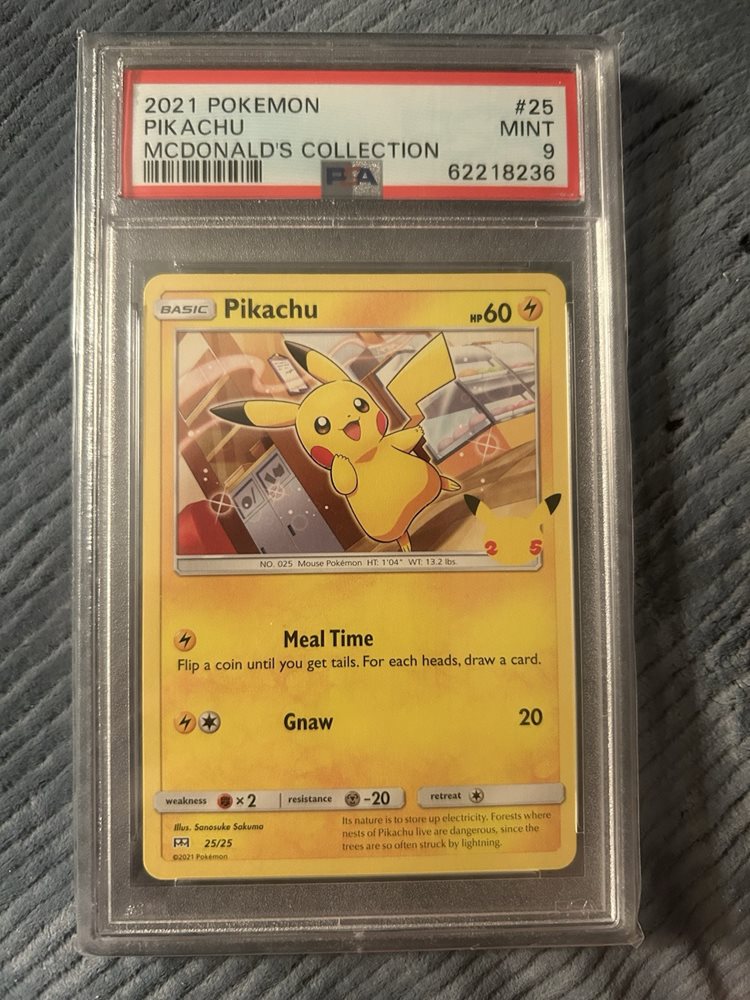 2021 POKEMON #25
PIKACHU MINT
MCDONALD'S COLLECTION 9
PSA 62218236
BASIC Pikachu HP 60
25
NO. 025 Mouse Pokémon HT: 1'04" WT: 13.2 lbs.
Meal Time
Flip a coin until you get tails. For each heads, draw a card.
Gnaw 20
weakness ×2 resistance -20 retreat
Illus. Sanosuke Sakuma
25/25
©2021 Pokémon
Its nature is to store up electricity. Forests where
nests of Pikachu live are dangerous, since the
trees are so often struck by lightning.